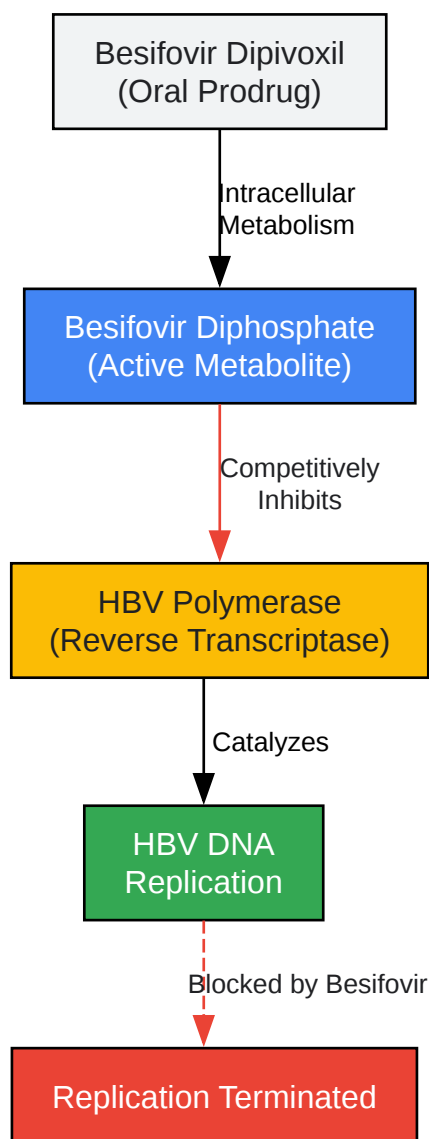 Besifovir Dipivoxil
(Oral Prodrug)
Intracellular
Metabolism
Besifovir Diphosphate
(Active Metabolite)
Competitively
Inhibits
HBV Polymerase
(Reverse Transcriptase)
Catalyzes
HBV DNA
Replication
Blocked by Besifovir
Replication Terminated